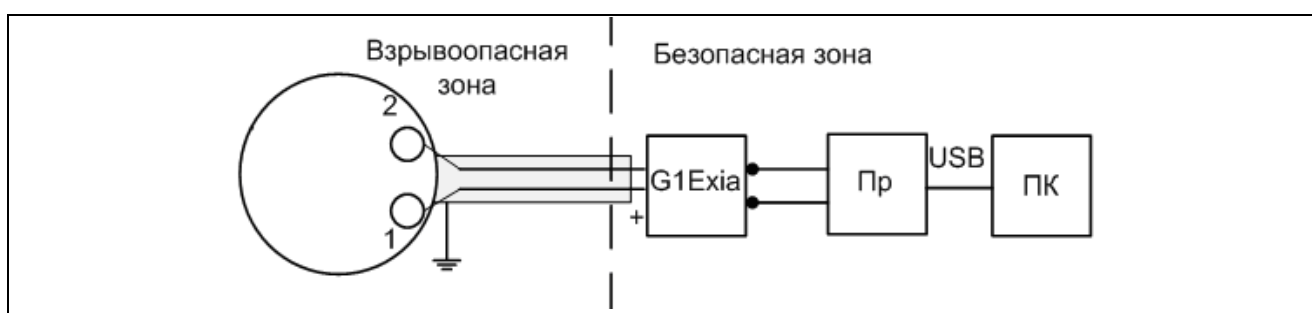 Взрывоопасная
зона
Безопасная зона
2
1
+
G1Exia
Пр
USB
ПК